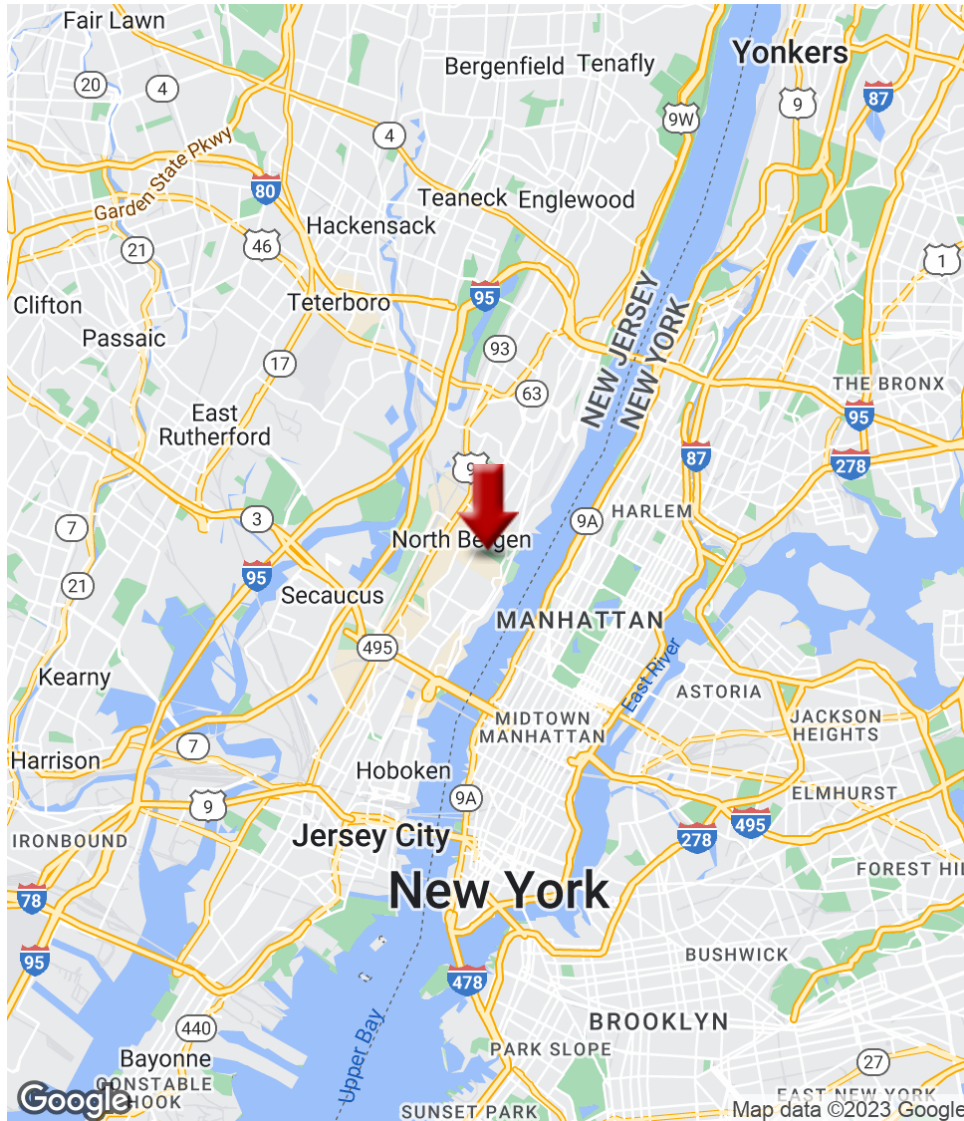 Fair Lawn
Bergenfield
Tenafly
Yonkers
20
4
9
87
9W
4
Garden State Pkwy
80
Teaneck
Englewood
21
46
Hackensack
1
Clifton
Teterboro
95
NEW JERSEY
NEW YORK
Passaic
93
17
63
THE BRONX
East
Rutherford
95
87
278
9
3
9A
HARLEM
7
North Bergen
95
21
Secaucus
MANHATTAN
495
East River
Kearny
ASTORIA
MIDTOWN
MANHATTAN
JACKSON
HEIGHTS
7
Harrison
Hoboken
9A
ELMHURST
9
495
278
IRONBOUND
Jersey City
FOREST HIL
New York
78
BUSHWICK
95
478
440
BROOKLYN
Upper Bay
PARK SLOPE
Bayonne
27
CONSTABLE
HOOK
EAST NEW YORK
Google
SUNSET PARK
Map data ©2023 Google